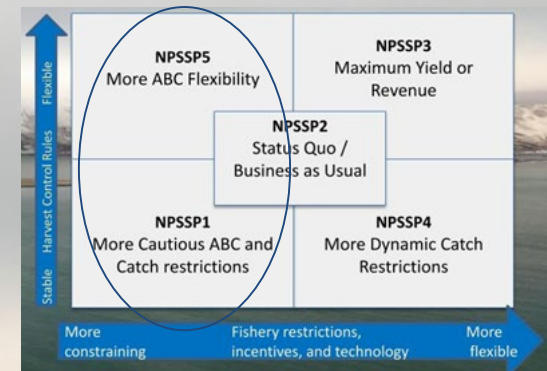 NPSSP5
More ABC Flexibility
NPSSP3
Maximum Yield or
Revenue
NPSSP2
Status Quo /
Business as Usual
NPSSP1
More Cautious ABC and
Catch restrictions
NPSSP4
More Dynamic Catch
Restrictions
Flexible
Harvest Control Rules
Stable
More
constraining
Fishery restrictions,
incentives, and technology
More
flexible